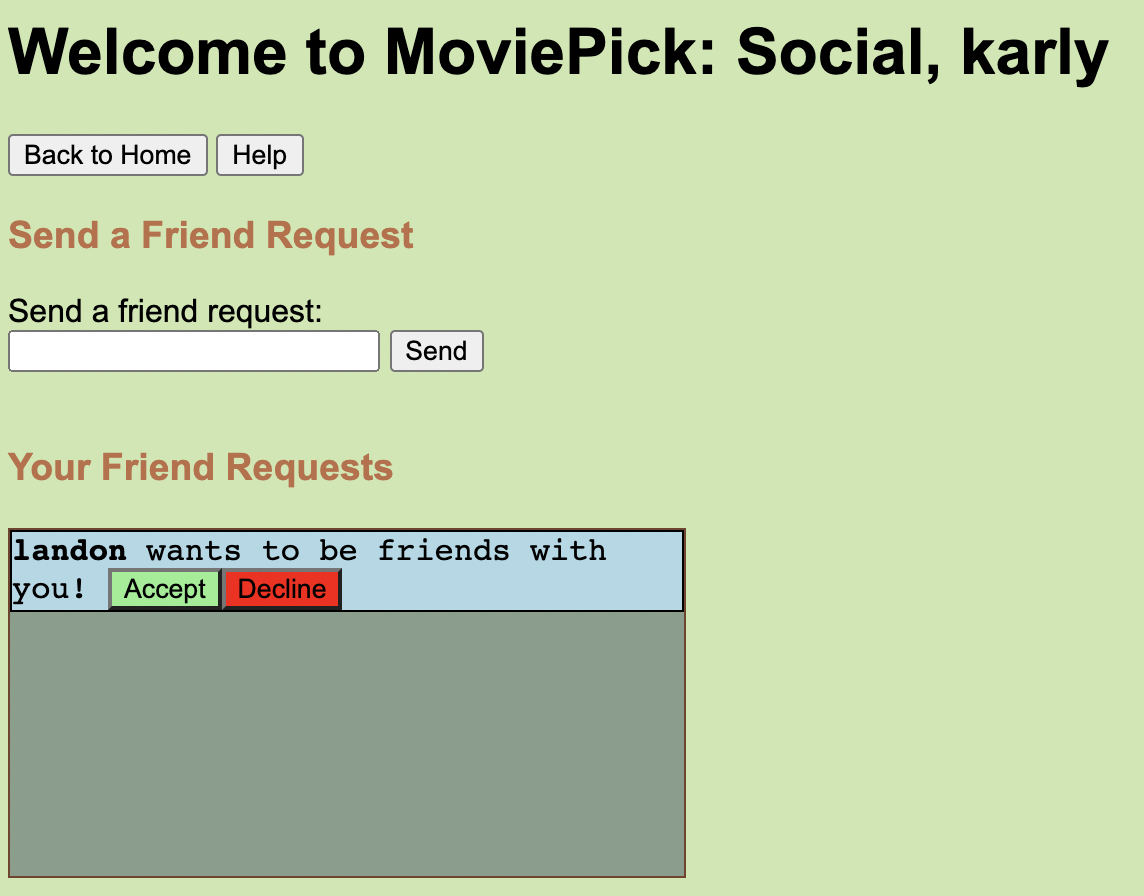 Welcome to MoviePick: Social, karly
Back to Home Help
Send a Friend Request
Send a friend request:
Send
Your Friend Requests
landon wants to be friends with
you! Accept Decline